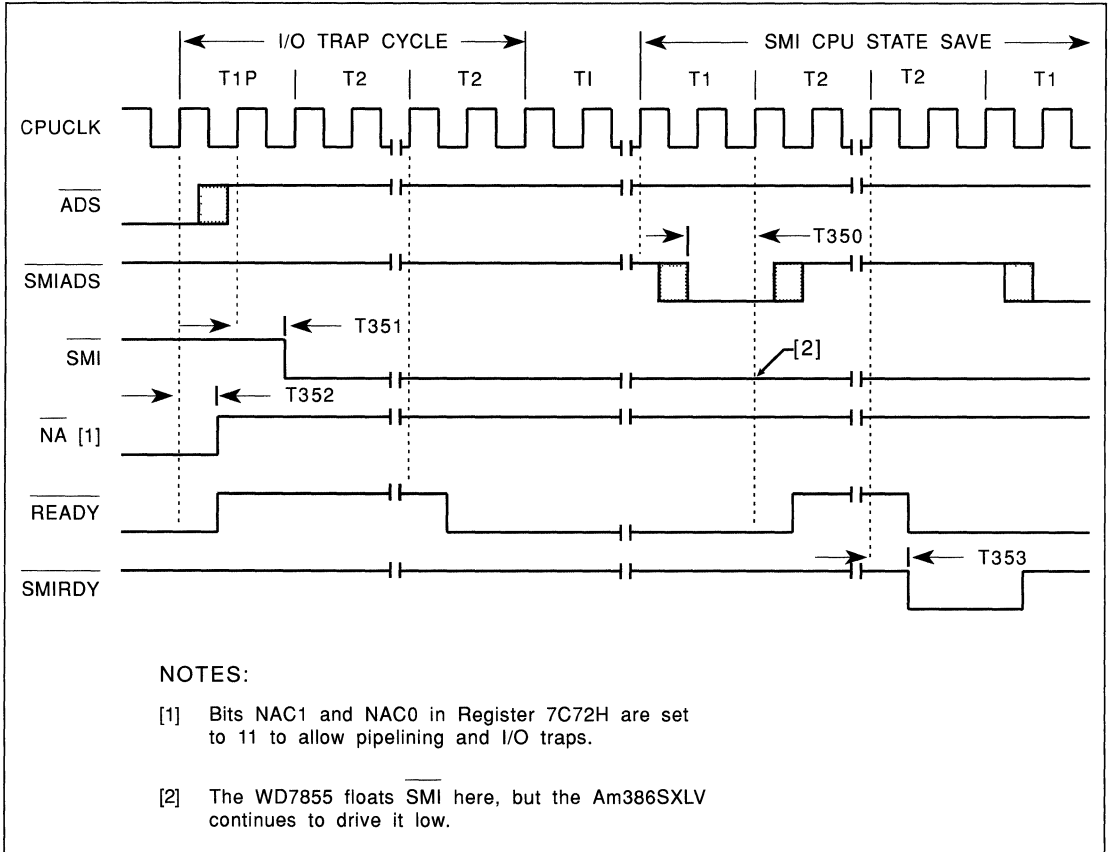 I/O TRAP CYCLE SMI CPU STATE SAVE
T1P T2 T2 TI T1 T2 T2 T1
CPUCLK
ADS
T350
SMIADS
T351
SMI
[2]
T352
NA [1]
READY
T353
SMIRDY
NOTES:
[1] Bits NAC1 and NAC0 in Register 7C72H are set
to 11 to allow pipelining and I/O traps.
[2] The WD7855 floats SMI here, but the Am386SXLV
continues to drive it low.